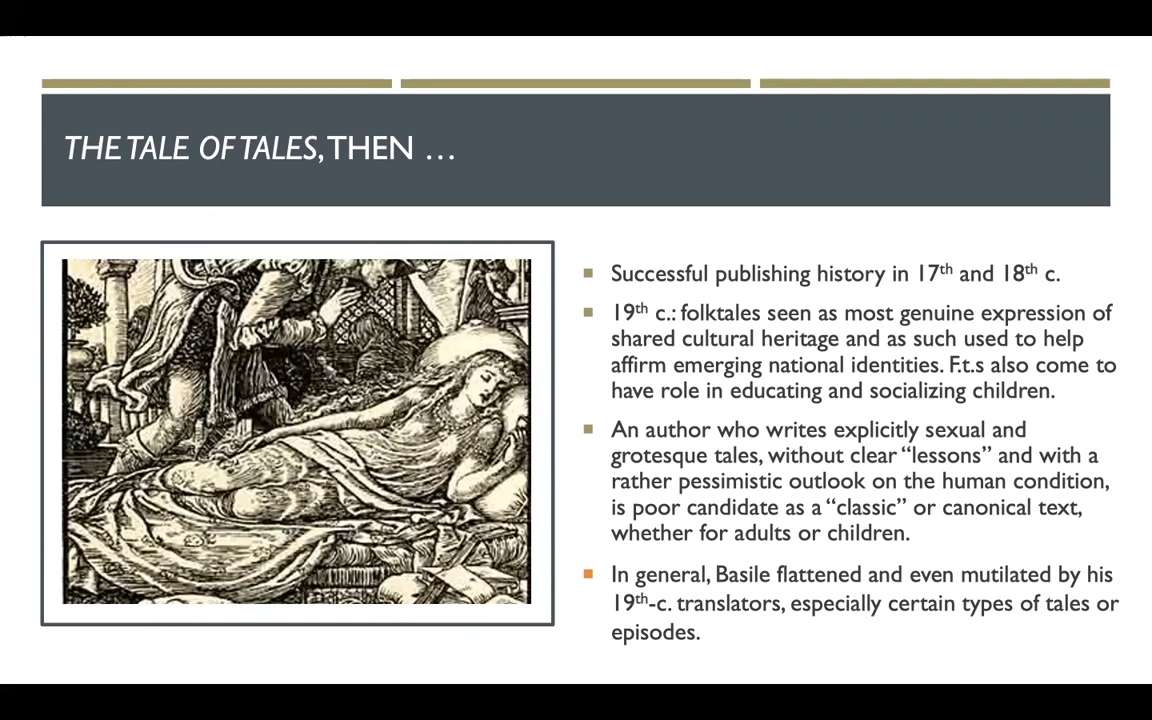 THE TALE OF TALES, THEN …
Successful publishing history in 17th and 18th c.
19th c.: folktales seen as most genuine expression of
shared cultural heritage and as such used to help
affirm emerging national identities. F.t.s also come to
have role in educating and socializing children.
An author who writes explicitly sexual and
grotesque tales, without clear “lessons” and with a
rather pessimistic outlook on the human condition,
is poor candidate as a “classic” or canonical text,
whether for adults or children.
In general, Basile flattened and even mutilated by his
19th-c. translators, especially certain types of tales or
episodes.